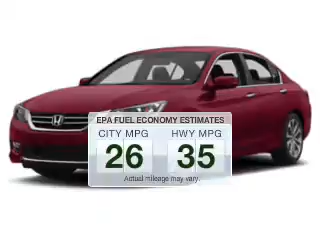 EPA FUEL ECONOMY ESTIMATES
CITY MPG HWY MPG
26 35
Actual mileage may vary.